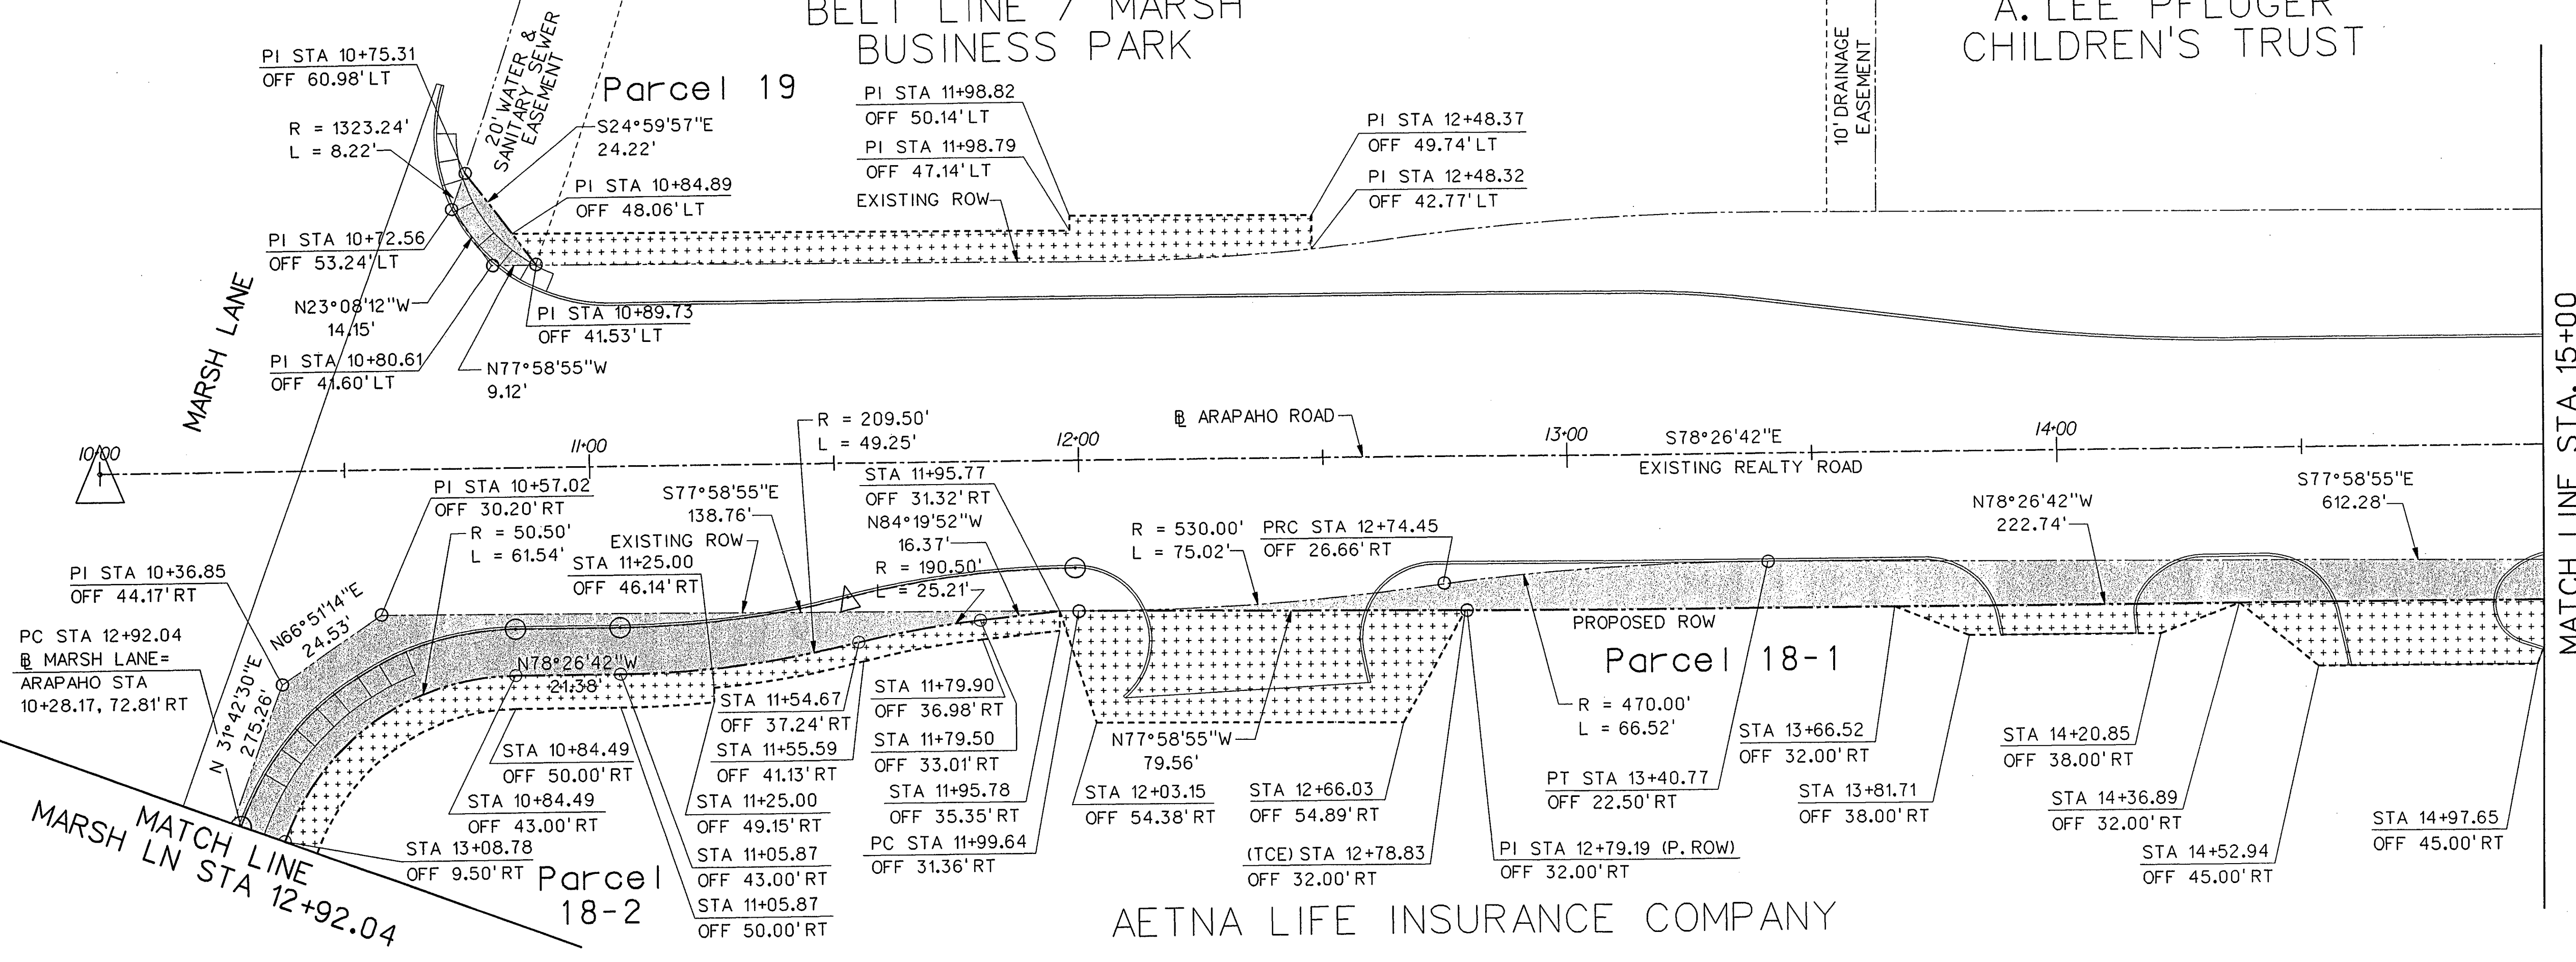 BELT LINE / MARSH
BUSINESS PARK
A. LEE PFLUGER
CHILDREN'S TRUST
10' DRAINAGE
EASEMENT
20' WATER &
SANITARY SEWER
EASEMENT
Parcel 19
PI STA 10+75.31
OFF 60.98' LT
R = 1323.24'
L = 8.22'
S24°59'57"E
24.22'
PI STA 10+84.89
OFF 48.06' LT
PI STA 11+98.82
OFF 50.14' LT
PI STA 11+98.79
OFF 47.14' LT
EXISTING ROW
PI STA 12+48.37
OFF 49.74' LT
PI STA 12+48.32
OFF 42.77' LT
PI STA 10+72.56
OFF 53.24' LT
N23°08'12"W
14.15'
PI STA 10+80.61
OFF 41.60' LT
PI STA 10+89.73
OFF 41.53' LT
N77°58'55"W
9.12'
MARSH LANE
10+00
11+00
12+00
13+00
14+00
R = 209.50'
L = 49.25'
℄ ARAPAHO ROAD
S78°26'42"E
EXISTING REALTY ROAD
MATCH LINE STA. 15+00
PI STA 10+57.02
OFF 30.20' RT
R = 50.50'
L = 61.54'
S77°58'55"E
138.76'
EXISTING ROW
STA 11+25.00
OFF 46.14' RT
STA 11+95.77
OFF 31.32' RT
N84°19'52"W
16.37'
R = 190.50'
L = 25.21'
R = 530.00'
L = 75.02'
PRC STA 12+74.45
OFF 26.66' RT
N78°26'42"W
222.74'
S77°58'55"E
612.28'
PI STA 10+36.85
OFF 44.17' RT
N66°51'14"E
24.53'
PC STA 12+92.04
℄ MARSH LANE=
ARAPAHO STA
10+28.17, 72.81' RT
N 31°42'30"E
275.26'
N78°26'42"W
21.38'
PROPOSED ROW
Parcel 18-1
STA 11+54.67
OFF 37.24' RT
STA 11+55.59
OFF 41.13' RT
STA 11+79.90
OFF 36.98' RT
STA 11+79.50
OFF 33.01' RT
N77°58'55"W
79.56'
R = 470.00'
L = 66.52'
STA 10+84.49
OFF 50.00' RT
STA 10+84.49
OFF 43.00' RT
STA 11+25.00
OFF 49.15' RT
STA 11+95.78
OFF 35.35' RT
PC STA 11+99.64
OFF 31.36' RT
STA 12+03.15
OFF 54.38' RT
STA 12+66.03
OFF 54.89' RT
(TCE) STA 12+78.83
OFF 32.00' RT
PI STA 12+79.19 (P. ROW)
OFF 32.00' RT
PT STA 13+40.77
OFF 22.50' RT
STA 13+66.52
OFF 32.00' RT
STA 13+81.71
OFF 38.00' RT
STA 14+20.85
OFF 38.00' RT
STA 14+36.89
OFF 32.00' RT
STA 14+52.94
OFF 45.00' RT
STA 14+97.65
OFF 45.00' RT
STA 13+08.78
OFF 9.50' RT
STA 11+05.87
OFF 43.00' RT
STA 11+05.87
OFF 50.00' RT
Parcel
18-2
MATCH LINE
MARSH LN STA 12+92.04
AETNA LIFE INSURANCE COMPANY